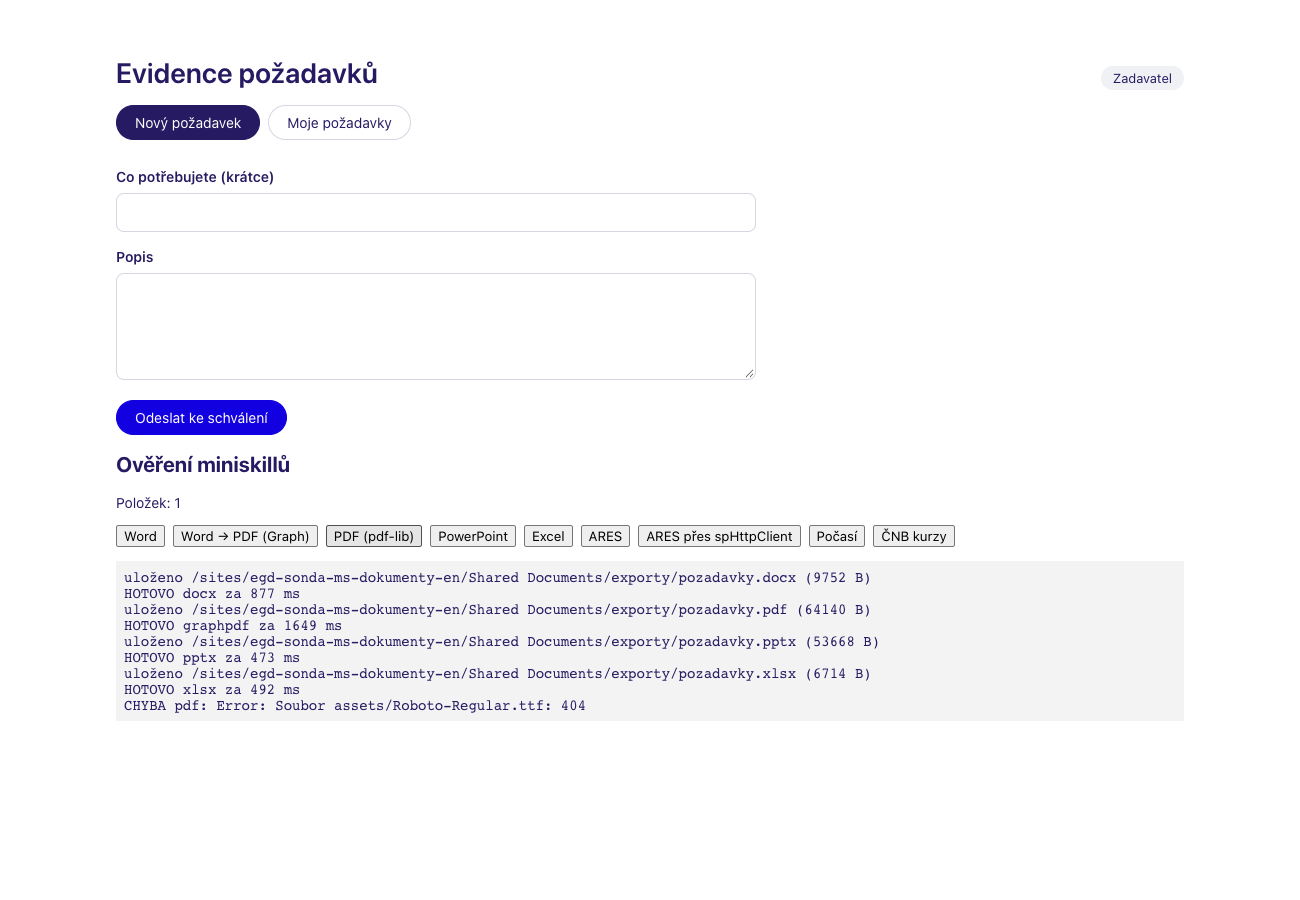 Evidence požadavků
Zadavatel
Nový požadavek
Moje požadavky
Co potřebujete (krátce)
Popis
Odeslat ke schválení
Ověření miniskillů
Položek: 1
Word
Word → PDF (Graph)
PDF (pdf-lib)
PowerPoint
Excel
ARES
ARES přes spHttpClient
Počasí
ČNB kurzy
uloženo /sites/egd-sonda-ms-dokumenty-en/Shared Documents/exporty/pozadavky.docx (9752 B)
HOTOVO docx za 877 ms
uloženo /sites/egd-sonda-ms-dokumenty-en/Shared Documents/exporty/pozadavky.pdf (64140 B)
HOTOVO graphpdf za 1649 ms
uloženo /sites/egd-sonda-ms-dokumenty-en/Shared Documents/exporty/pozadavky.pptx (53668 B)
HOTOVO pptx za 473 ms
uloženo /sites/egd-sonda-ms-dokumenty-en/Shared Documents/exporty/pozadavky.xlsx (6714 B)
HOTOVO xlsx za 492 ms
CHYBA pdf: Error: Soubor assets/Roboto-Regular.ttf: 404